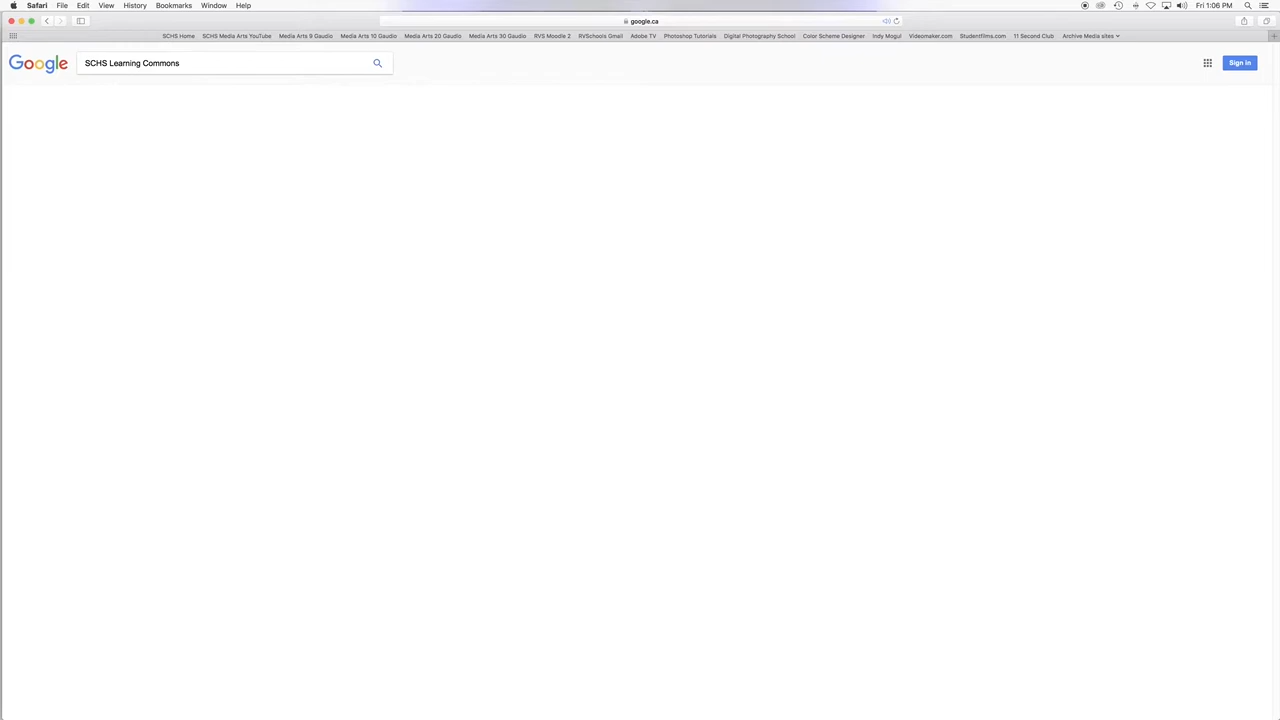 Safari File Edit View History Bookmarks Window Help Fri 1:06 PM
google.ca
SCHS Home SCHS Media Arts YouTube Media Arts 9 Gaudio Media Arts 10 Gaudio Media Arts 20 Gaudio Media Arts 30 Gaudio RVS Moodle 2 RVSchools Gmail Adobe TV Photoshop Tutorials Digital Photography School Color Scheme Designer Indy Mogul Videomaker.com Studentfilms.com 11 Second Club Archive Media sites
Google SCHS Learning Commons Sign in